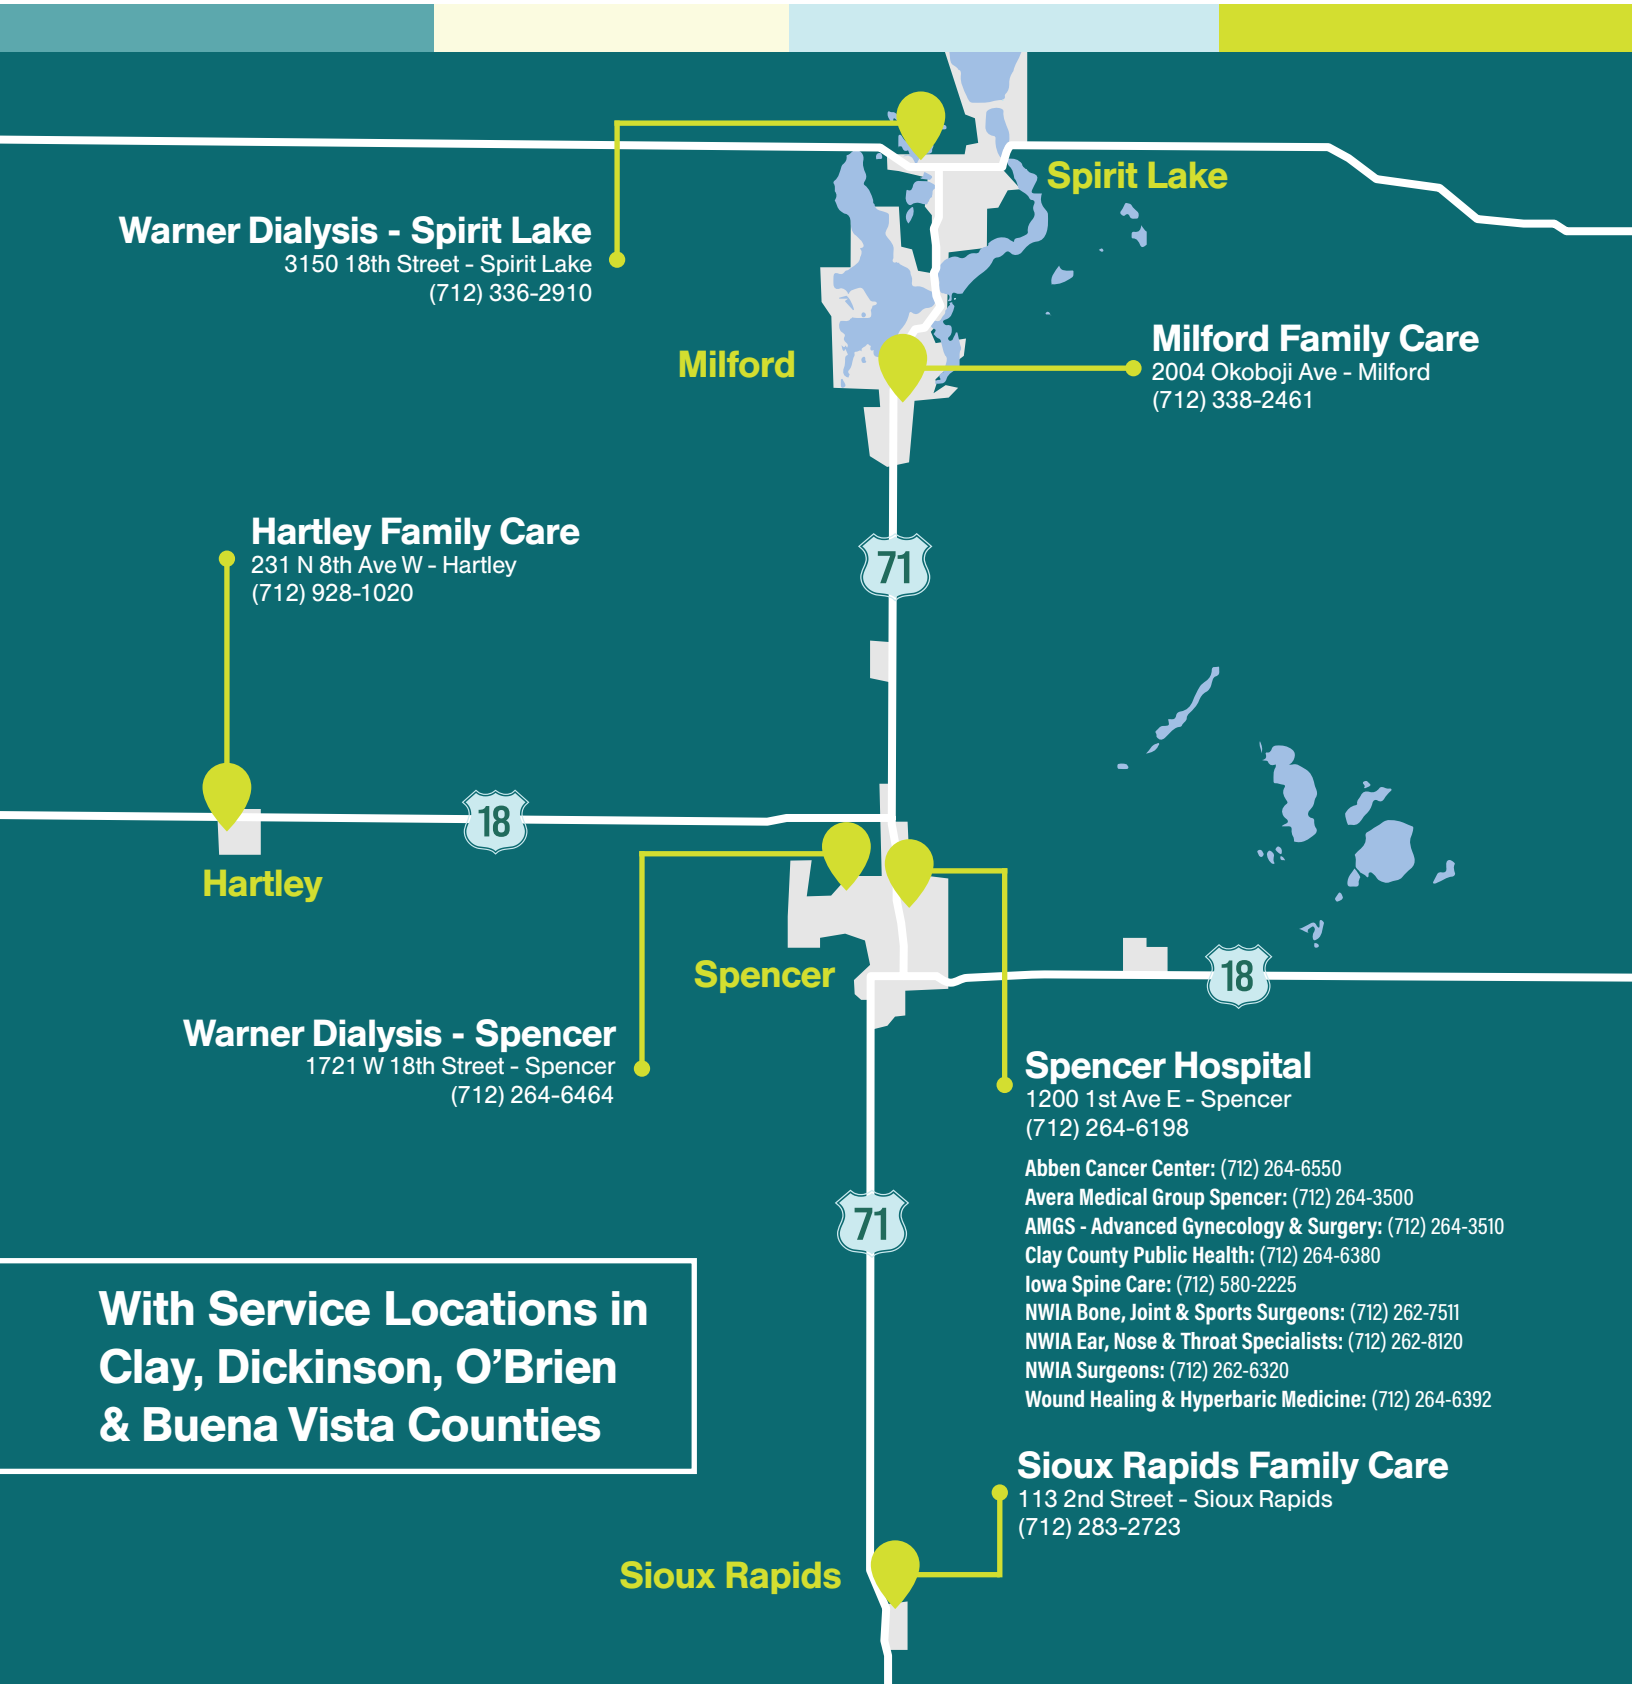 Spirit Lake
Warner Dialysis - Spirit Lake
3150 18th Street - Spirit Lake
(712) 336-2910
Milford
Milford Family Care
2004 Okoboji Ave - Milford
(712) 338-2461
Hartley Family Care
231 N 8th Ave W - Hartley
(712) 928-1020
71
18
Hartley
Spencer
18
Warner Dialysis - Spencer
1721 W 18th Street - Spencer
(712) 264-6464
Spencer Hospital
1200 1st Ave E - Spencer
(712) 264-6198
Abben Cancer Center: (712) 264-6550
Avera Medical Group Spencer: (712) 264-3500
AMGS - Advanced Gynecology & Surgery: (712) 264-3510
Clay County Public Health: (712) 264-6380
Iowa Spine Care: (712) 580-2225
NWIA Bone, Joint & Sports Surgeons: (712) 262-7511
NWIA Ear, Nose & Throat Specialists: (712) 262-8120
NWIA Surgeons: (712) 262-6320
Wound Healing & Hyperbaric Medicine: (712) 264-6392
71
With Service Locations in
Clay, Dickinson, O’Brien
& Buena Vista Counties
Sioux Rapids Family Care
113 2nd Street - Sioux Rapids
(712) 283-2723
Sioux Rapids